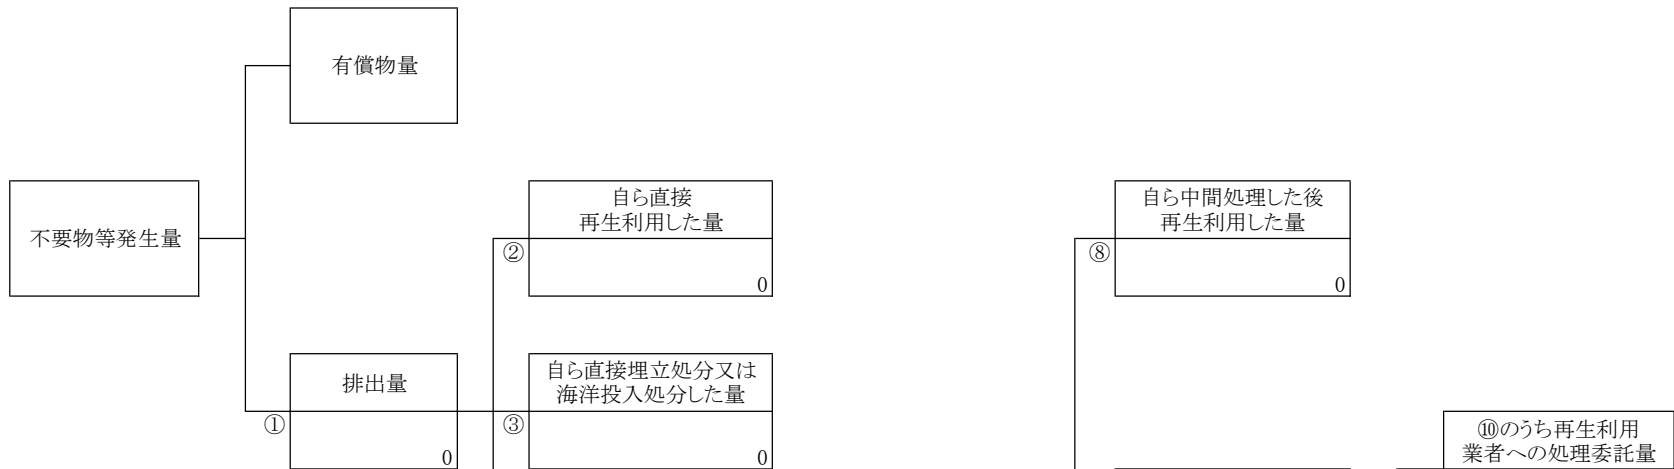 有償物量
不要物等発生量
自ら直接
再生利用した量
②
0
自ら中間処理した後
再生利用した量
⑧
0
排出量
①
0
自ら直接埋立処分又は
海洋投入処分した量
③
0
⑩のうち再生利用
業者への処理委託量